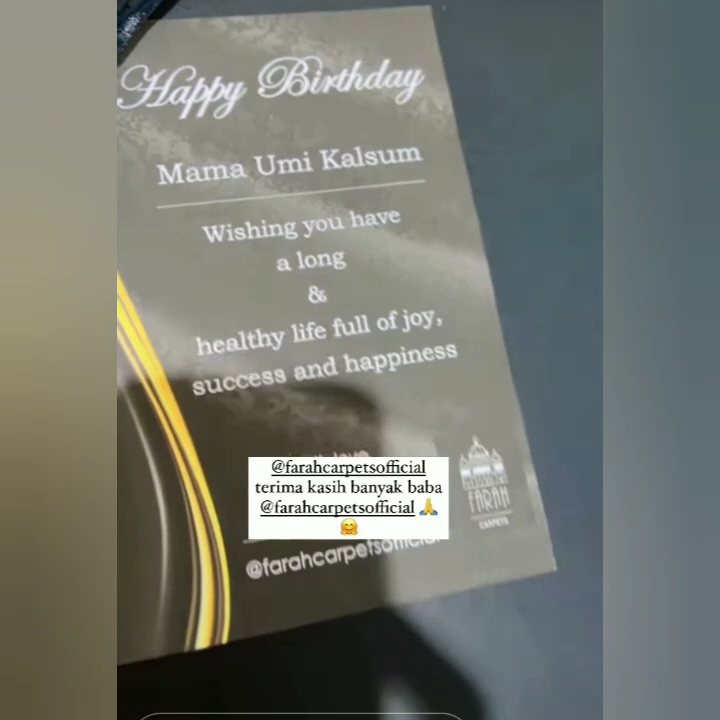 Happy Birthday
Mama Umi Kalsum
Wishing you have
a long
&
healthy life full of joy,
success and happiness
@farahcarpetsofficial
terima kasih banyak baba
@farahcarpetsofficial 🙏
🤗
FARAH
CARPETS
@farahcarpetsofficial